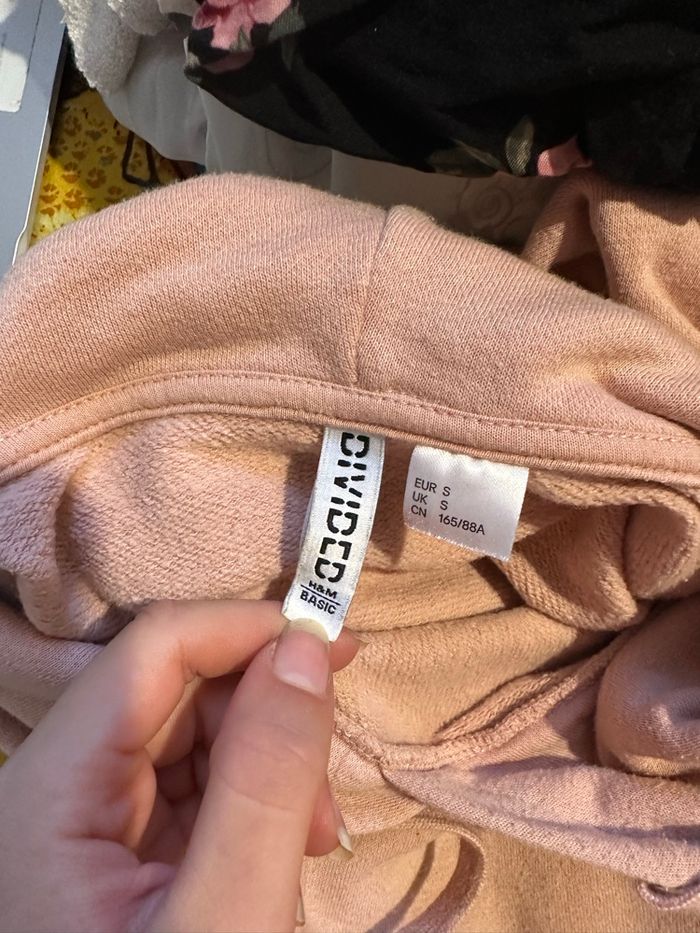 DIVIDED
H&M
BASIC
EUR S
UK S
CN 165/88A